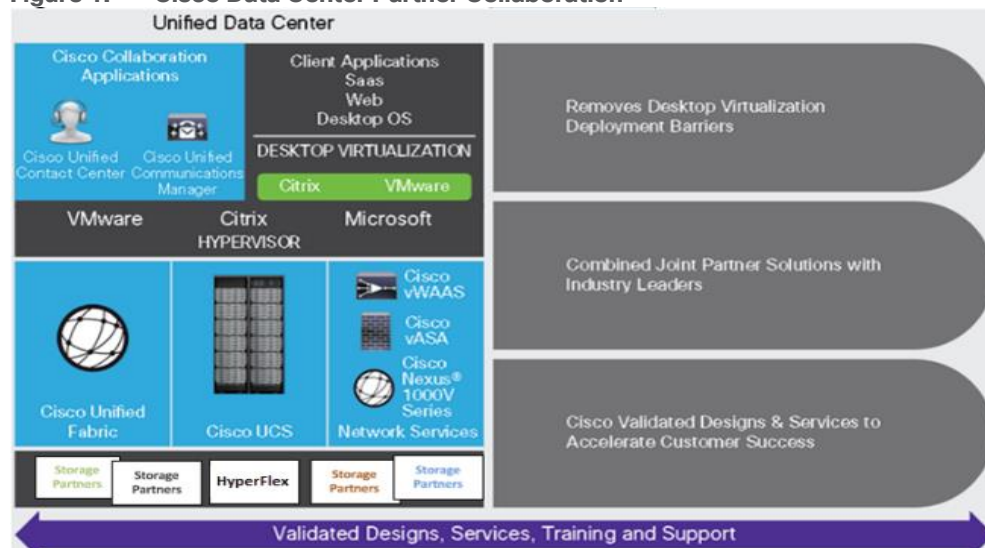 Unified Data Center
Cisco Collaboration
Applications
Cisco Unified
Contact Center
Cisco Unified
Communications
Manager
Client Applications
Saas
Web
Desktop OS
DESKTOP VIRTUALIZATION
Citrix VMware
VMware Citrix Microsoft
HYPERVISOR
Cisco Unified
Fabric
Cisco UCS
Cisco
vWAAS
Cisco
vASA
Cisco
Nexus®
1000V
Series
Network Services
Storage
Partners
Storage
Partners
HyperFlex
Storage
Partners
Storage
Partners
Removes Desktop Virtualization
Deployment Barriers
Combined Joint Partner Solutions with
Industry Leaders
Cisco Validated Designs & Services to
Accelerate Customer Success
Validated Designs, Services, Training and Support